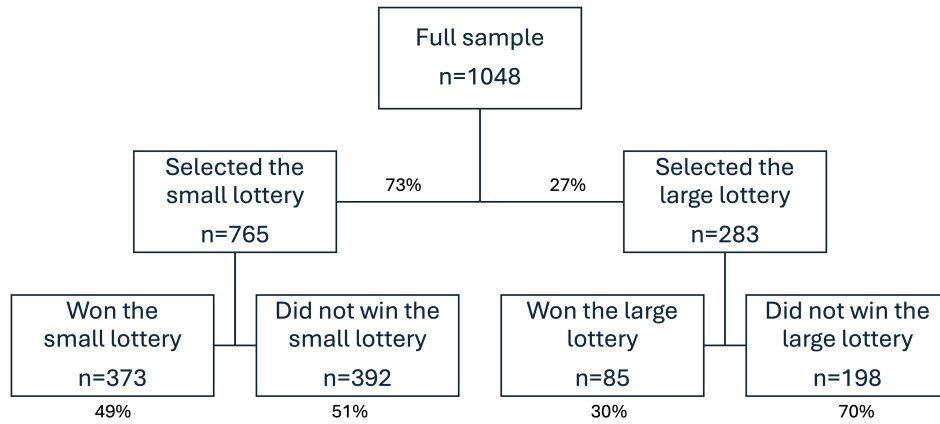 Full sample
n=1048
Selected the
small lottery
n=765
73%
27%
Selected the
large lottery
n=283
Won the
small lottery
n=373
49%
Did not win the
small lottery
n=392
51%
Won the large
lottery
n=85
30%
Did not win the
large lottery
n=198
70%